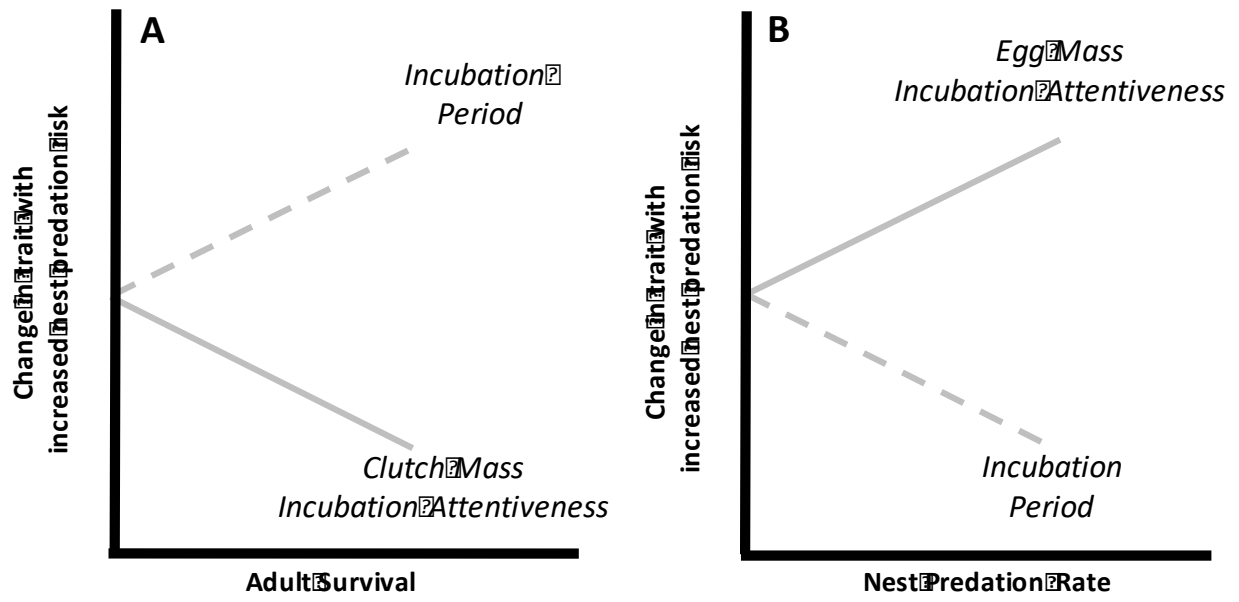 A
Incubation
Period
Change in trait with
increased nest predation risk
Clutch Mass
Incubation Attentiveness
Adult Survival
B
Egg Mass
Incubation Attentiveness
Change in trait with
increased nest predation risk
Incubation
Period
Nest Predation Rate